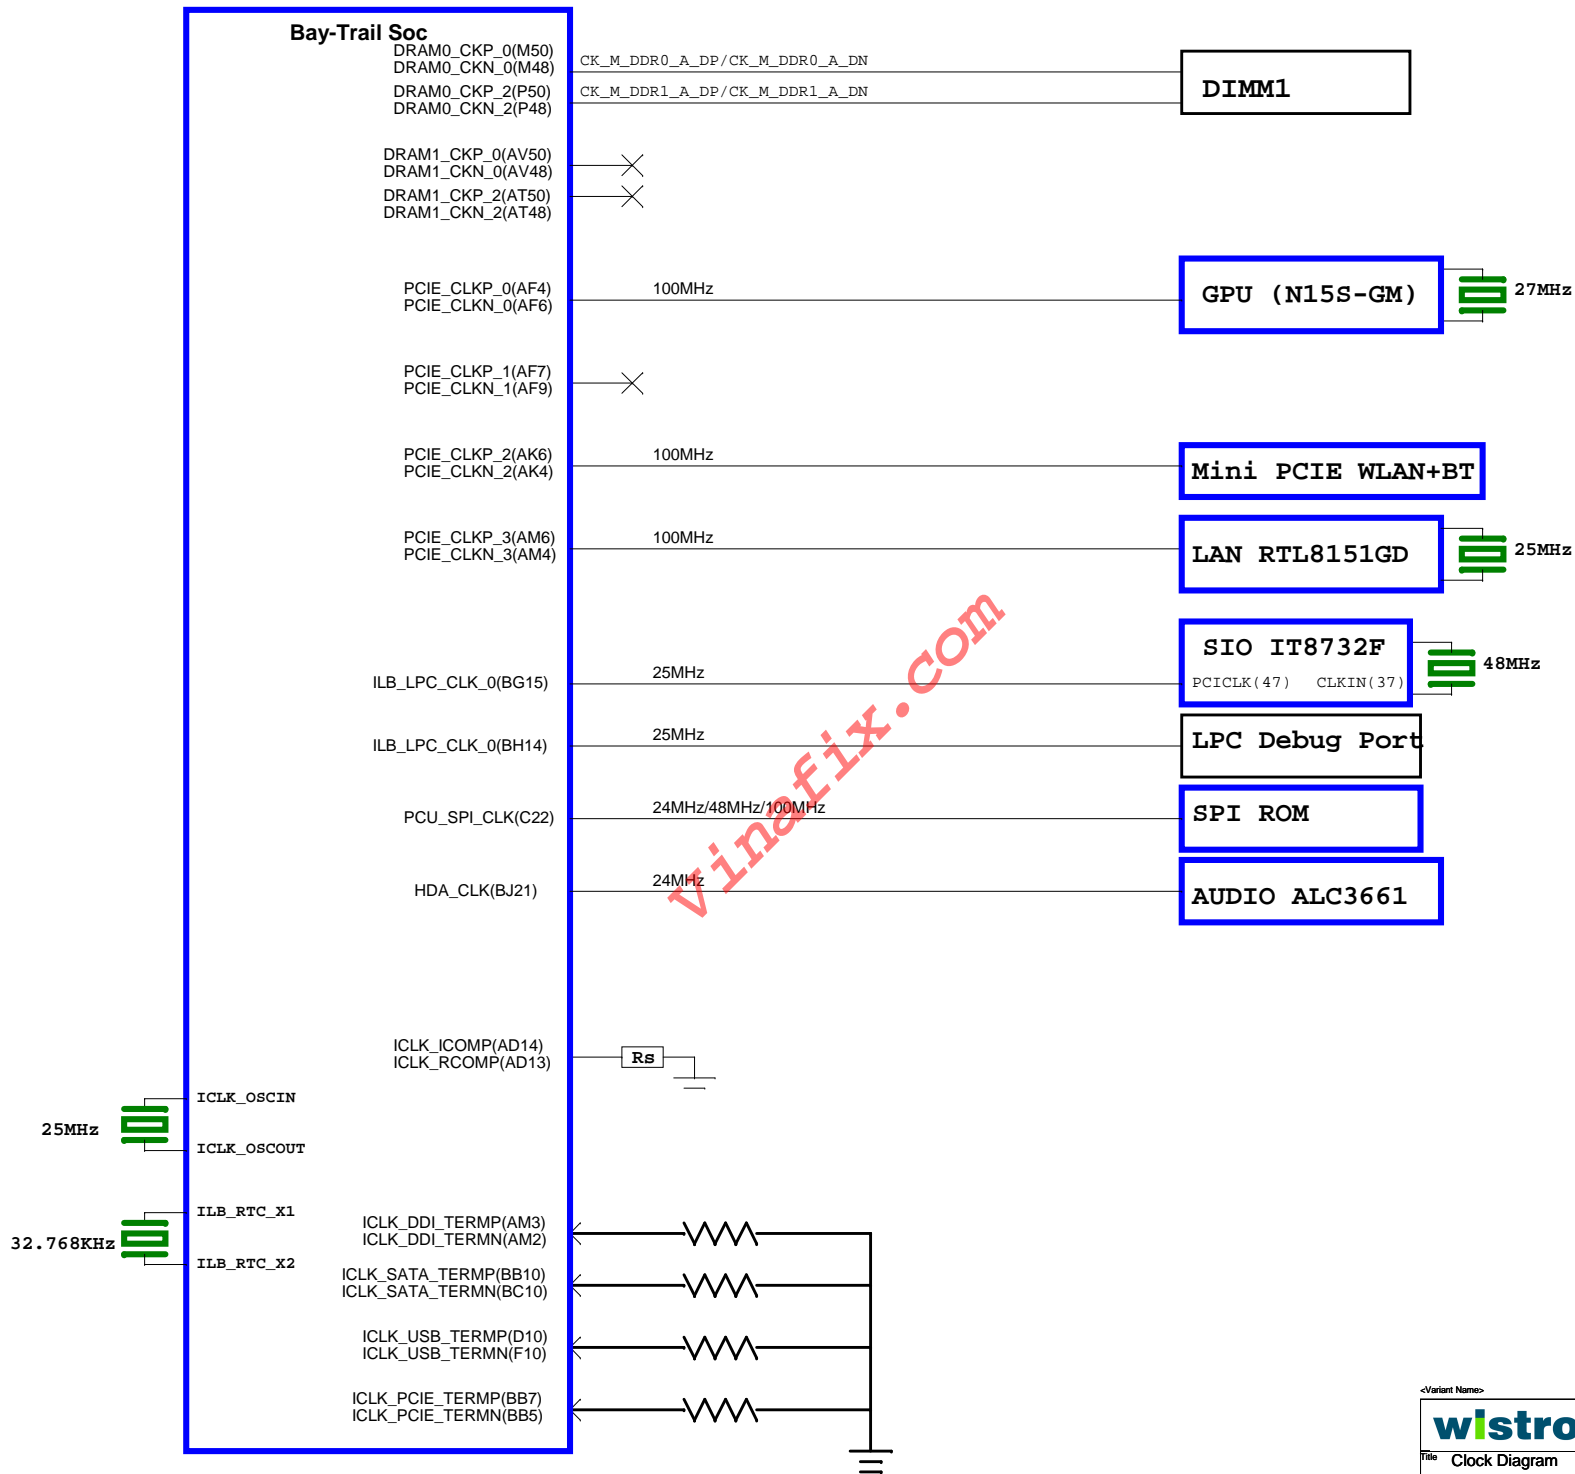 Bay-Trail Soc
DRAM0_CKP_0(M50)
DRAM0_CKN_0(M48)
CK_M_DDR0_A_DP/CK_M_DDR0_A_DN
DRAM0_CKP_2(P50)
DRAM0_CKN_2(P48)
CK_M_DDR1_A_DP/CK_M_DDR1_A_DN
DIMM1
DRAM1_CKP_0(AV50)
DRAM1_CKN_0(AV48)
DRAM1_CKP_2(AT50)
DRAM1_CKN_2(AT48)
PCIE_CLKP_0(AF4)
PCIE_CLKN_0(AF6)
100MHz
GPU (N15S-GM)
27MHz
PCIE_CLKP_1(AF7)
PCIE_CLKN_1(AF9)
PCIE_CLKP_2(AK6)
PCIE_CLKN_2(AK4)
100MHz
Mini PCIE WLAN+BT
PCIE_CLKP_3(AM6)
PCIE_CLKN_3(AM4)
100MHz
LAN RTL8151GD
25MHz
ILB_LPC_CLK_0(BG15)
25MHz
SIO IT8732F
PCICLK(47) CLKIN(37)
48MHz
ILB_LPC_CLK_0(BH14)
25MHz
LPC Debug Port
PCU_SPI_CLK(C22)
24MHz/48MHz/100MHz
SPI ROM
HDA_CLK(BJ21)
24MHz
AUDIO ALC3661
vinafix.com
ICLK_ICOMP(AD14)
ICLK_RCOMP(AD13)
Rs
ICLK_OSCIN
25MHz
ICLK_OSCOUT
ILB_RTC_X1
32.768KHz
ILB_RTC_X2
ICLK_DDI_TERMP(AM3)
ICLK_DDI_TERMN(AM2)
ICLK_SATA_TERMP(BB10)
ICLK_SATA_TERMN(BC10)
ICLK_USB_TERMP(D10)
ICLK_USB_TERMN(F10)
ICLK_PCIE_TERMP(BB7)
ICLK_PCIE_TERMN(BB5)
<Variant Name>
wistro
Title
Clock Diagram